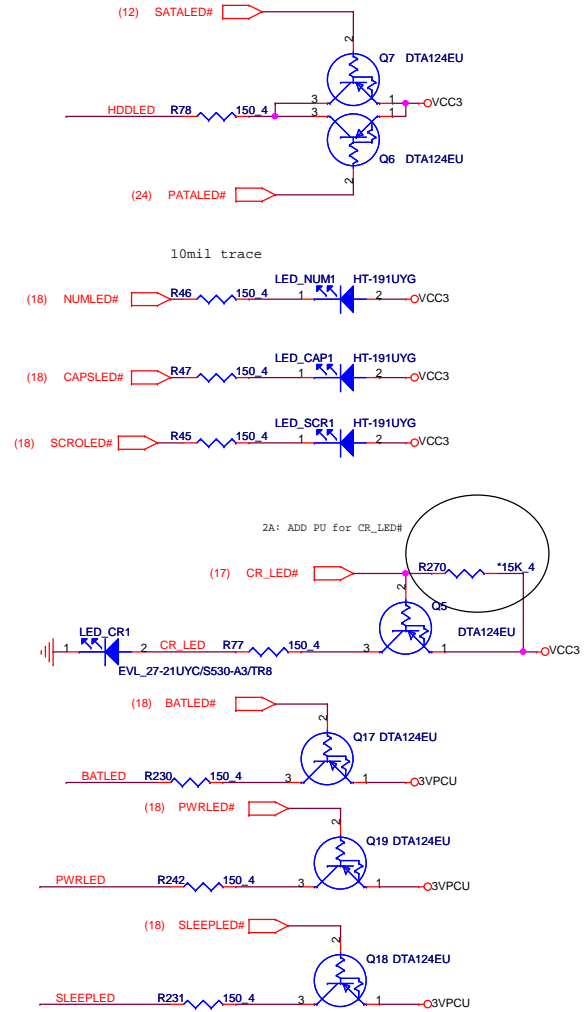 (12) SATALED#
2
Q7 DTA124EU
HDDLED R78 150_4 3 1 VCC3
3 1
Q6 DTA124EU
2
(24) PATALED#
10mil trace
LED_NUM1 HT-191UYG
(18) NUMLED# R46 150_4 1 2 VCC3
LED_CAP1 HT-191UYG
(18) CAPSLED# R47 150_4 1 2 VCC3
LED_SCR1 HT-191UYG
(18) SCROLED# R45 150_4 1 2 VCC3
2A: ADD PU for CR_LED#
(17) CR_LED# R270 *15K_4
2
Q5
DTA124EU
LED_CR1
1 2 CR_LED R77 150_4 3 1 VCC3
EVL_27-21UYC/S530-A3/TR8
(18) BATLED#
2
Q17 DTA124EU
BATLED R230 150_4 3 1 3VPCU
(18) PWRLED#
2
Q19 DTA124EU
PWRLED R242 150_4 3 1 3VPCU
(18) SLEEPLED#
2
Q18 DTA124EU
SLEEPLED R231 150_4 3 1 3VPCU